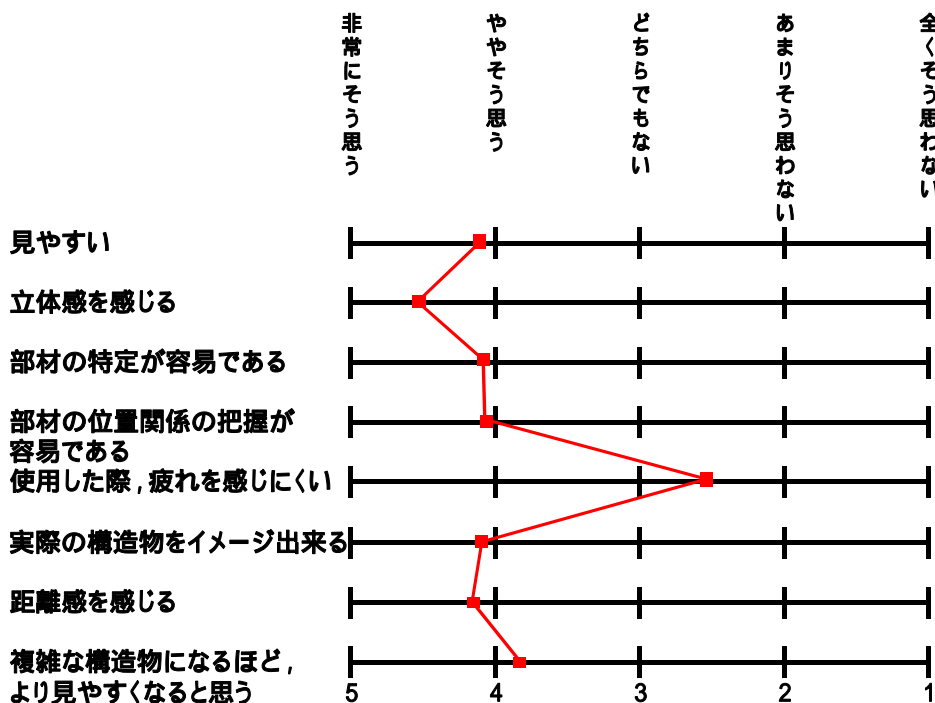 非常にそう思う
ややそう思う
どちらでもない
あまりそう思わない
全くそう思わない
見やすい
立体感を感じる
部材の特定が容易である
部材の位置関係の把握が
容易である
使用した際,疲れを感じにくい
実際の構造物をイメージ出来る
距離感を感じる
複雑な構造物になるほど,
より見やすくなると思う
5 4 3 2 1